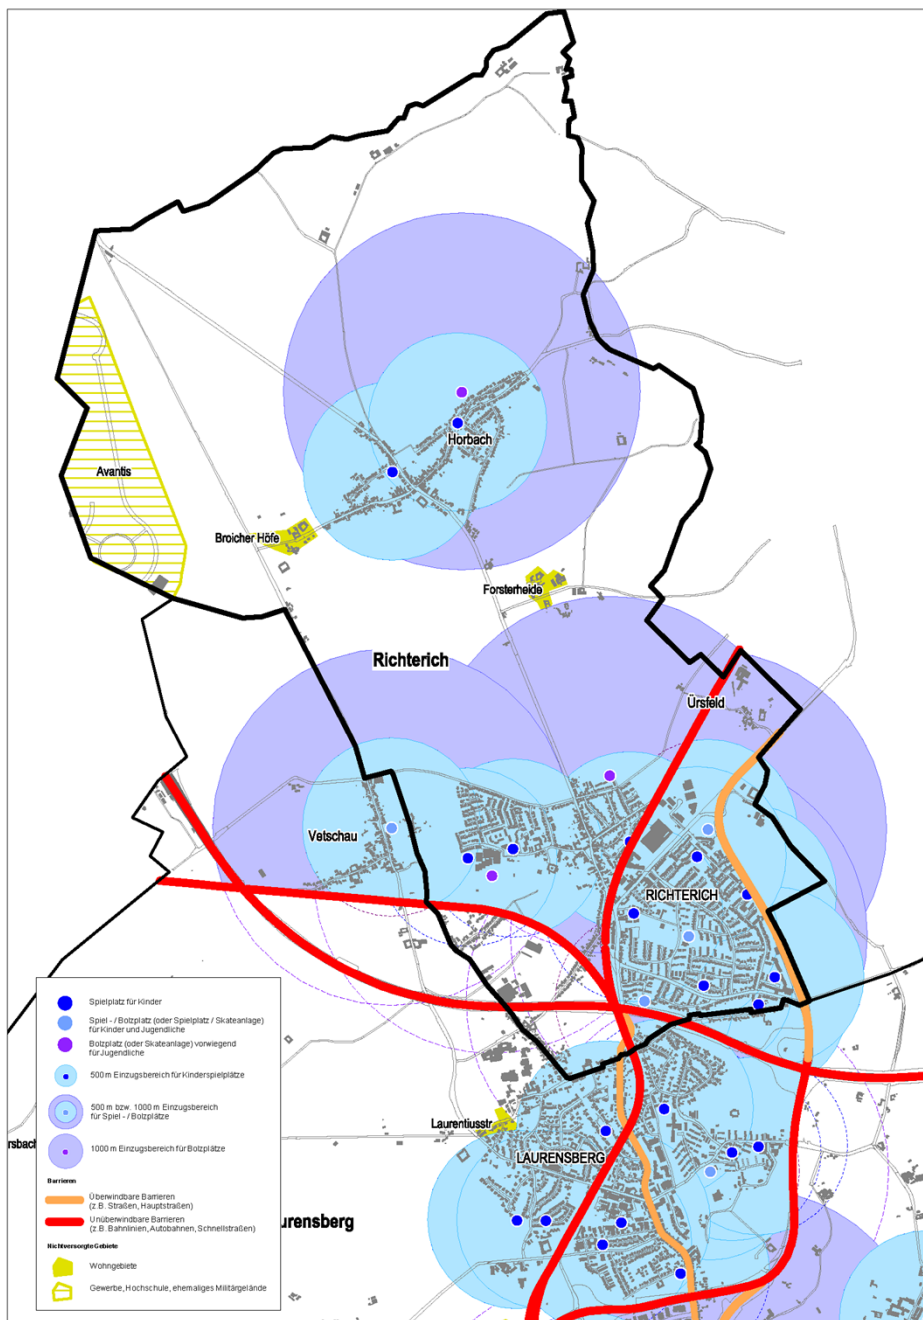 Horbach
Avantis
Broicher Höfe
Forsterheide
Richterich
Ürsfeld
Vetschau
RICHTERICH
Laurentiusstr.
LAURENSBERG
rsbach
urensberg
Spielplatz für Kinder
Spiel - / Bolzplatz (oder Spielplatz / Skateanlage)
für Kinder und Jugendliche
Bolzplatz (oder Skateanlage) vorwiegend
für Jugendliche
500 m Einzugsbereich für Kinderspielplätze
500 m bzw. 1000 m Einzugsbereich
für Spiel - / Bolzplätze
1000 m Einzugsbereich für Bolzplätze
Barrieren
Überwindbare Barrieren
(z.B. Straßen, Hauptstraßen)
Unüberwindbare Barrieren
(z.B. Bahnlinien, Autobahnen, Schnellstraßen)
Nichtversorgte Gebiete
Wohngebiete
Gewerbe, Hochschule, ehemaliges Militärgelände